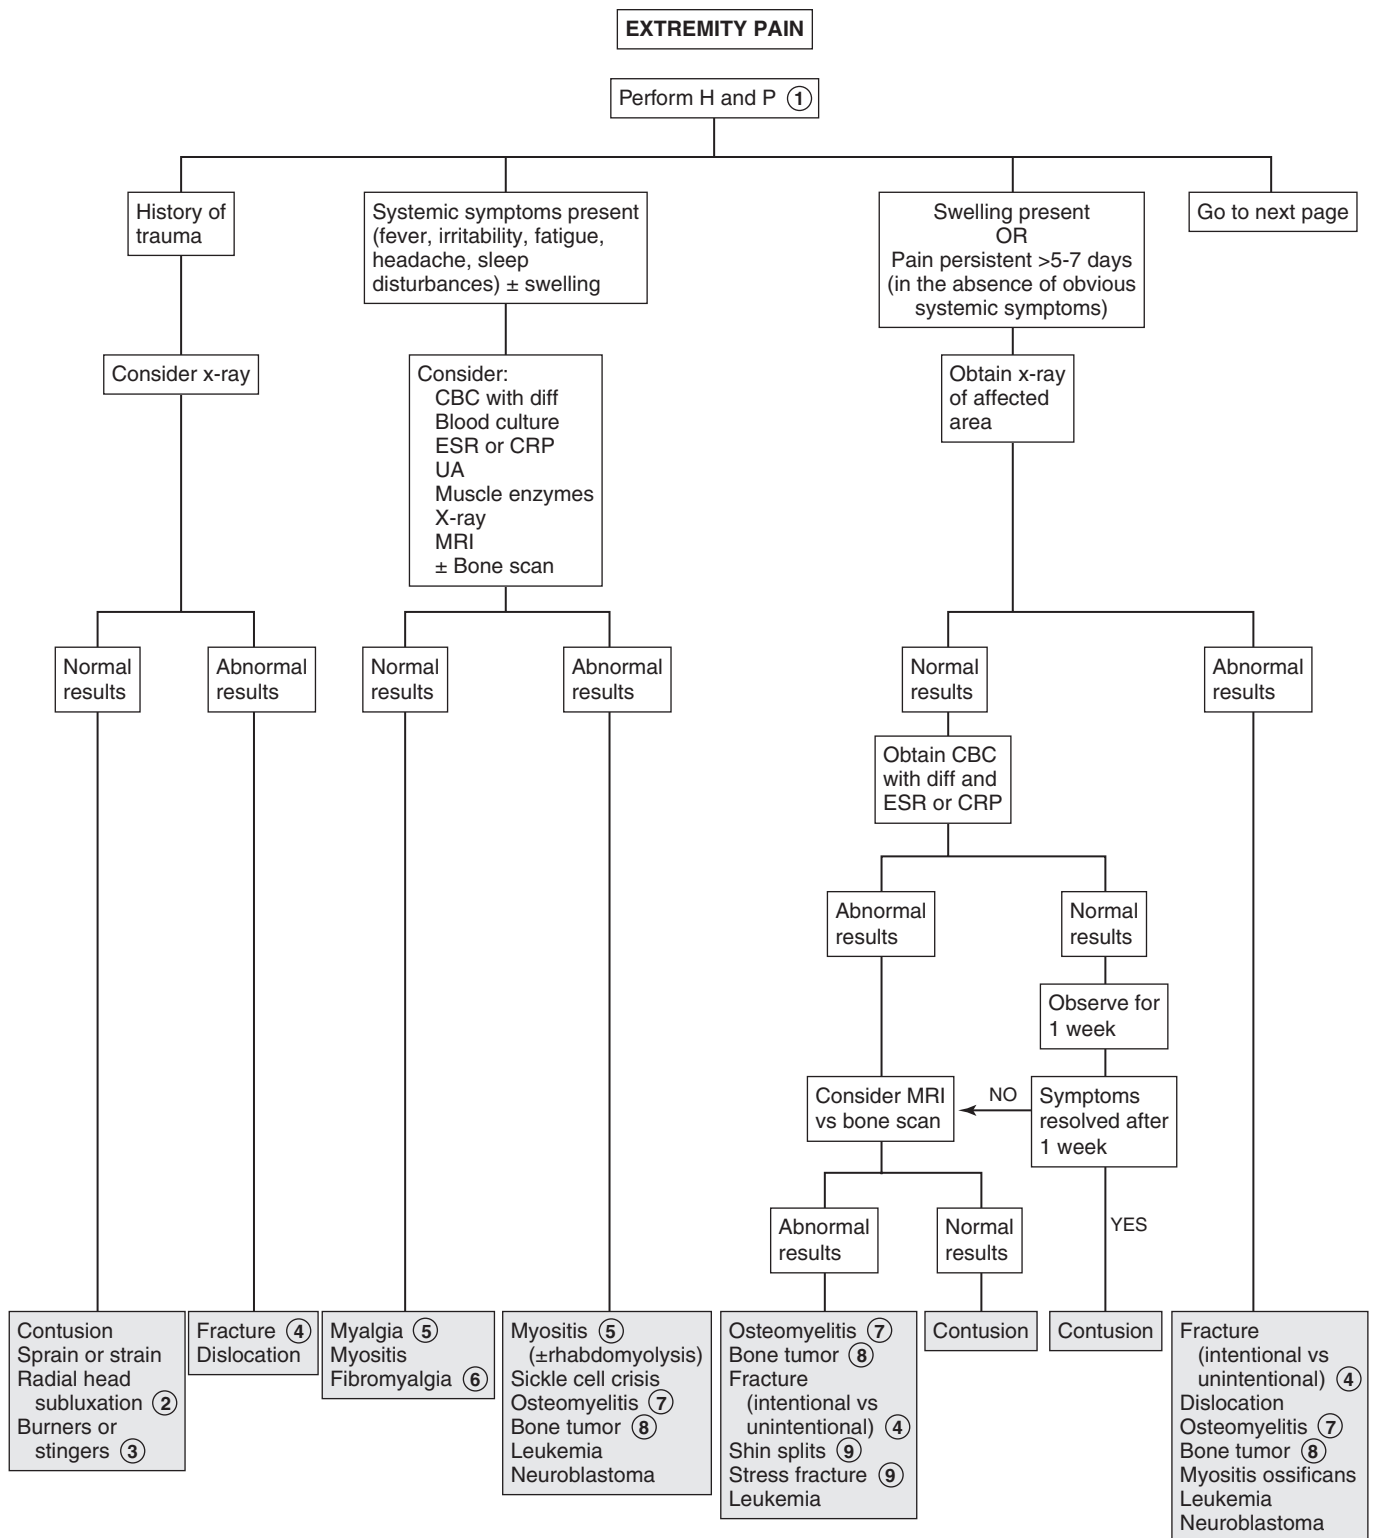 EXTREMITY PAIN
Perform H and P 1
History of
trauma
Systemic symptoms present
(fever, irritability, fatigue,
headache, sleep
disturbances) ± swelling
Swelling present
OR
Pain persistent >5-7 days
(in the absence of obvious
systemic symptoms)
Go to next page
Consider x-ray
Consider:
CBC with diff
Blood culture
ESR or CRP
UA
Muscle enzymes
X-ray
MRI
± Bone scan
Obtain x-ray
of affected
area
Normal
results
Abnormal
results
Normal
results
Abnormal
results
Normal
results
Abnormal
results
Obtain CBC
with diff and
ESR or CRP
Abnormal
results
Normal
results
Observe for
1 week
Consider MRI
vs bone scan
NO
Symptoms
resolved after
1 week
Abnormal
results
Normal
results
YES
Contusion
Sprain or strain
Radial head
subluxation 2
Burners or
stingers 3
Fracture 4
Dislocation
Myalgia 5
Myositis
Fibromyalgia 6
Myositis 5
(±rhabdomyolysis)
Sickle cell crisis
Osteomyelitis 7
Bone tumor 8
Leukemia
Neuroblastoma
Osteomyelitis 7
Bone tumor 8
Fracture
(intentional vs
unintentional) 4
Shin splits 9
Stress fracture 9
Leukemia
Contusion
Contusion
Fracture
(intentional vs
unintentional) 4
Dislocation
Osteomyelitis 7
Bone tumor 8
Myositis ossificans
Leukemia
Neuroblastoma